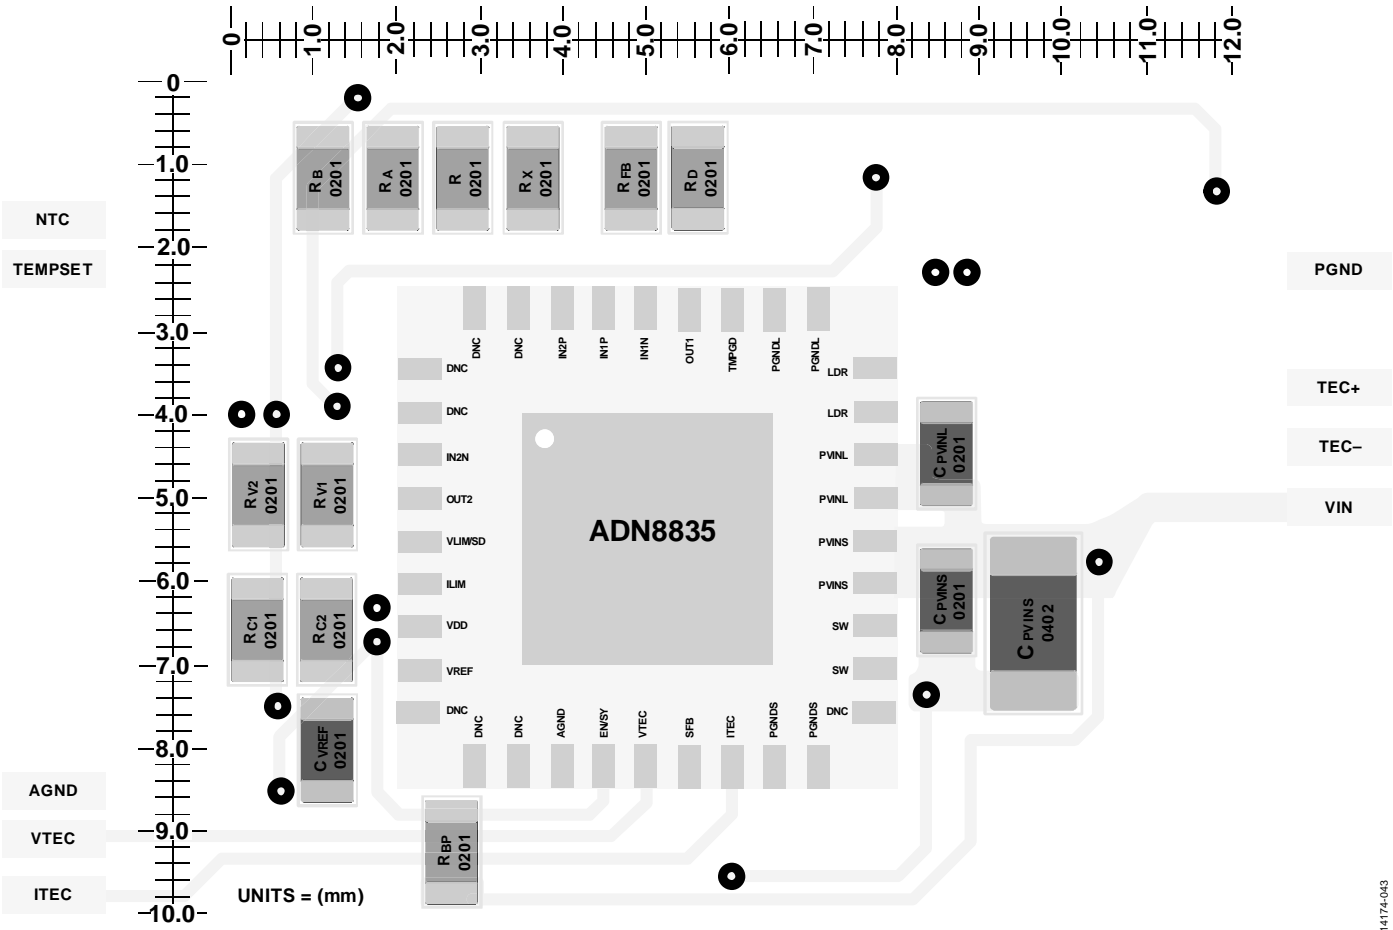 0
1.0
2.0
3.0
4.0
5.0
6.0
7.0
8.0
9.0
10.0
11.0
12.0
0
1.0
2.0
3.0
4.0
5.0
6.0
7.0
8.0
9.0
10.0
RB
0201
RA
0201
R
0201
RX
0201
RFB
0201
RD
0201
NTC
TEMPSET
PGND
TEC+
TEC–
VIN
DNC
DNC
IN2P
IN1P
IN1N
OUT1
TMPGD
PGNDL
PGNDL
DNC
DNC
IN2N
OUT2
VLIM/SD
ILIM
VDD
VREF
DNC
ADN8835
LDR
LDR
PVINL
PVINL
PVINS
PVINS
SW
SW
DNC
DNC
DNC
AGND
EN/SY
VTEC
SFB
ITEC
PGNDS
PGNDS
CPVINL
0201
CPVINS
0201
CPVINS
0402
RV2
0201
RV1
0201
RC1
0201
RC2
0201
CVREF
0201
RBP
0201
AGND
VTEC
ITEC
UNITS = (mm)
14174-043